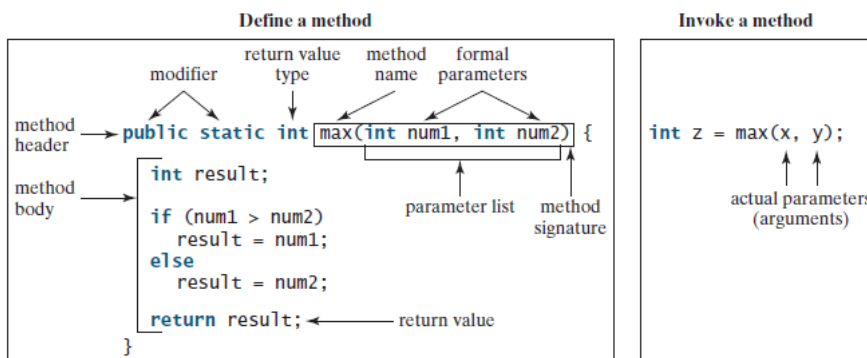 Define a method
Invoke a method
return value type
method name
formal parameters
modifier
method header
public static int max(int num1, int num2) {
int z = max(x, y);
method body
int result;
parameter list
method signature
actual parameters (arguments)
if (num1 > num2)
result = num1;
else
result = num2;
return result;
return value
}